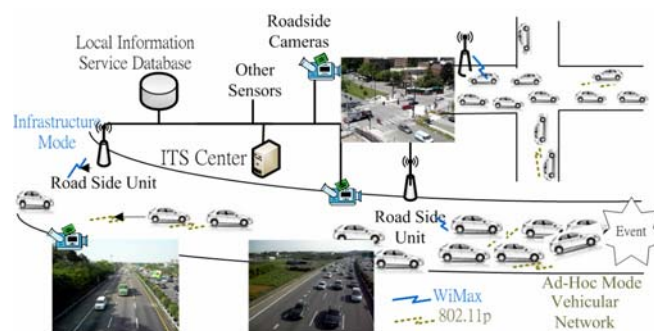 Roadside
Cameras
Local Information
Service Database
Other
Sensors
Infrastructure
Mode
ITS Center
Road Side Unit
Road Side
Unit
Event
WiMax
802.11p
Ad-Hoc Mode
Vehicular
Network